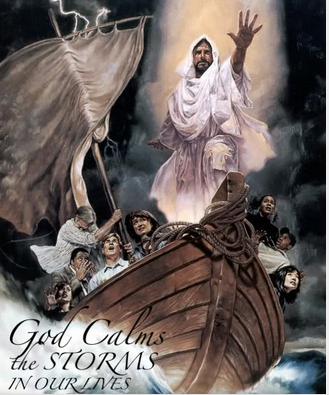 God Calms
the STORMS
IN OUR LIVES